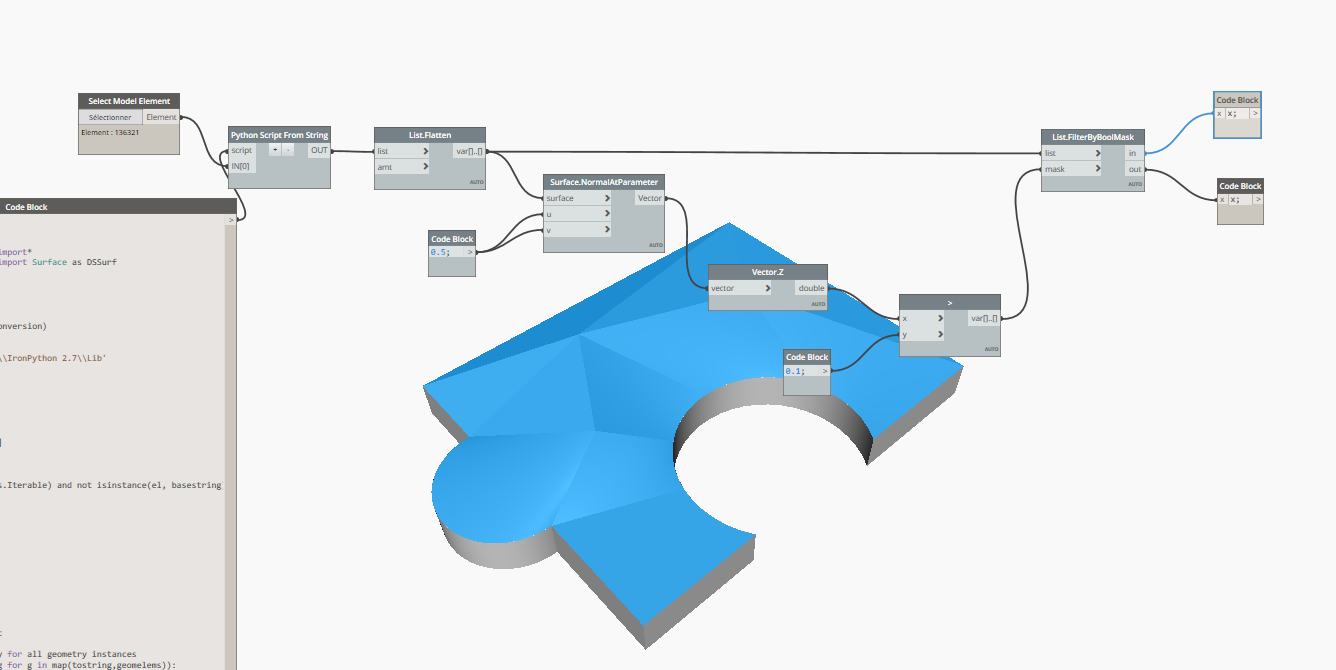 Select Model Element
Sélectionner
Element
Element : 136321
Python Script From String
script
+
-
OUT
IN[0]
List.Flatten
list
>
var[]..[]
amt
>
AUTO
Surface.NormalAtParameter
surface
>
Vector
u
>
v
>
AUTO
Code Block
0.5;
>
Vector.Z
vector
>
double
AUTO
Code Block
0.1;
>
>
x
>
var[]..[]
y
>
AUTO
List.FilterByBoolMask
list
>
in
mask
>
out
AUTO
Code Block
x
x;
>
Code Block
x
x;
>
Code Block
>
import*
import Surface as DSSurf
onversion)
\\IronPython 2.7\\Lib'
]
s.Iterable) and not isinstance(el, basestring
:
y for all geometry instances
g for g in map(tostring,geomelems)):